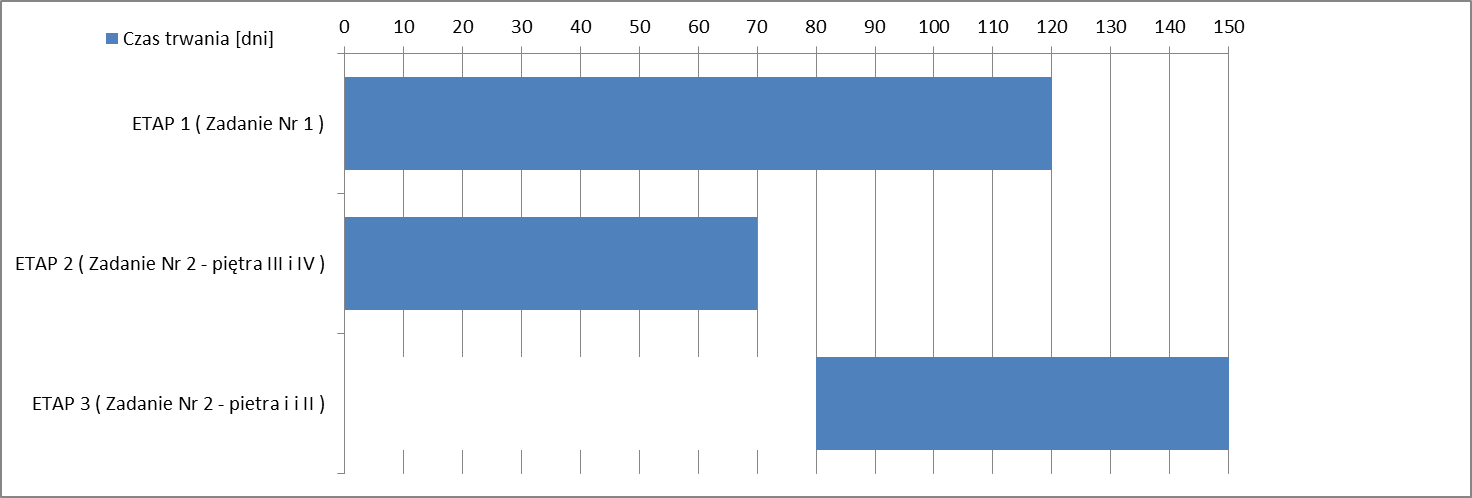 0 10 20 30 40 50 60 70 80 90 100 110 120 130 140 150
Czas trwania [dni]
ETAP 1 ( Zadanie Nr 1 )
ETAP 2 ( Zadanie Nr 2 - piętra III i IV )
ETAP 3 ( Zadanie Nr 2 - pietra i i II )